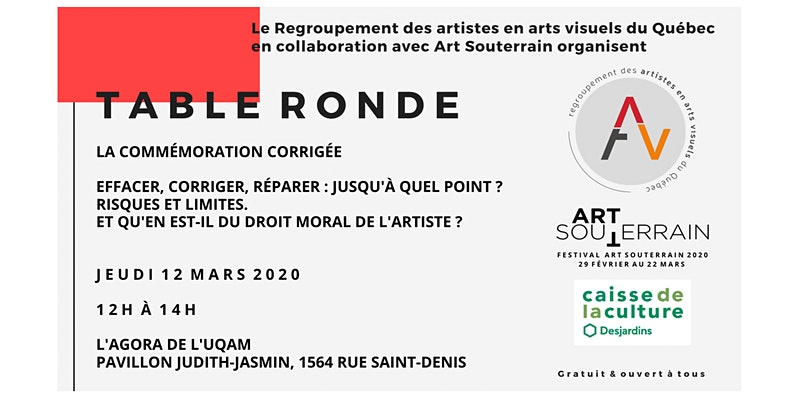 Le Regroupement des artistes en arts visuels du Québec
en collaboration avec Art Souterrain organisent
TABLE RONDE
LA COMMÉMORATION CORRIGÉE
EFFACER, CORRIGER, RÉPARER : JUSQU'À QUEL POINT ?
RISQUES ET LIMITES.
ET QU'EN EST-IL DU DROIT MORAL DE L'ARTISTE ?
JEUDI 12 MARS 2020
12H À 14H
L'AGORA DE L'UQAM
PAVILLON JUDITH-JASMIN, 1564 RUE SAINT-DENIS
regroupement des artistes en arts visuels du Québec
AAV
ART
SOUTERRAIN
FESTIVAL ART SOUTERRAIN 2020
29 FÉVRIER AU 22 MARS
caisse de
la culture
Desjardins
Gratuit & ouvert à tous